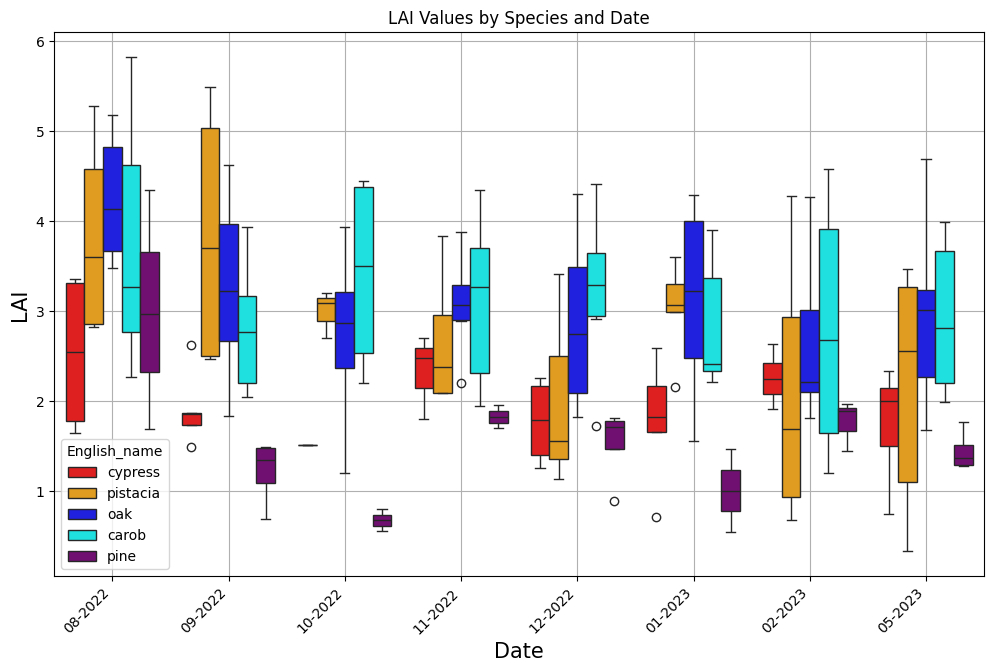 LAI Values by Species and Date
LAI
6
5
4
3
2
1
English_name
cypress
pistacia
oak
carob
pine
08-2022
09-2022
10-2022
11-2022
12-2022
01-2023
02-2023
05-2023
Date